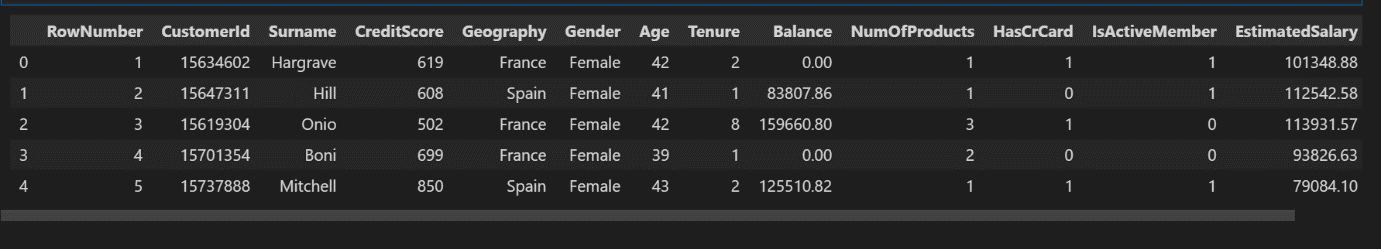 RowNumber CustomerId Surname CreditScore Geography Gender Age Tenure Balance NumOfProducts HasCrCard IsActiveMember EstimatedSalary
0 1 15634602 Hargrave 619 France Female 42 2 0.00 1 1 1 101348.88
1 2 15647311 Hill 608 Spain Female 41 1 83807.86 1 0 1 112542.58
2 3 15619304 Onio 502 France Female 42 8 159660.80 3 1 0 113931.57
3 4 15701354 Boni 699 France Female 39 1 0.00 2 0 0 93826.63
4 5 15737888 Mitchell 850 Spain Female 43 2 125510.82 1 1 1 79084.10